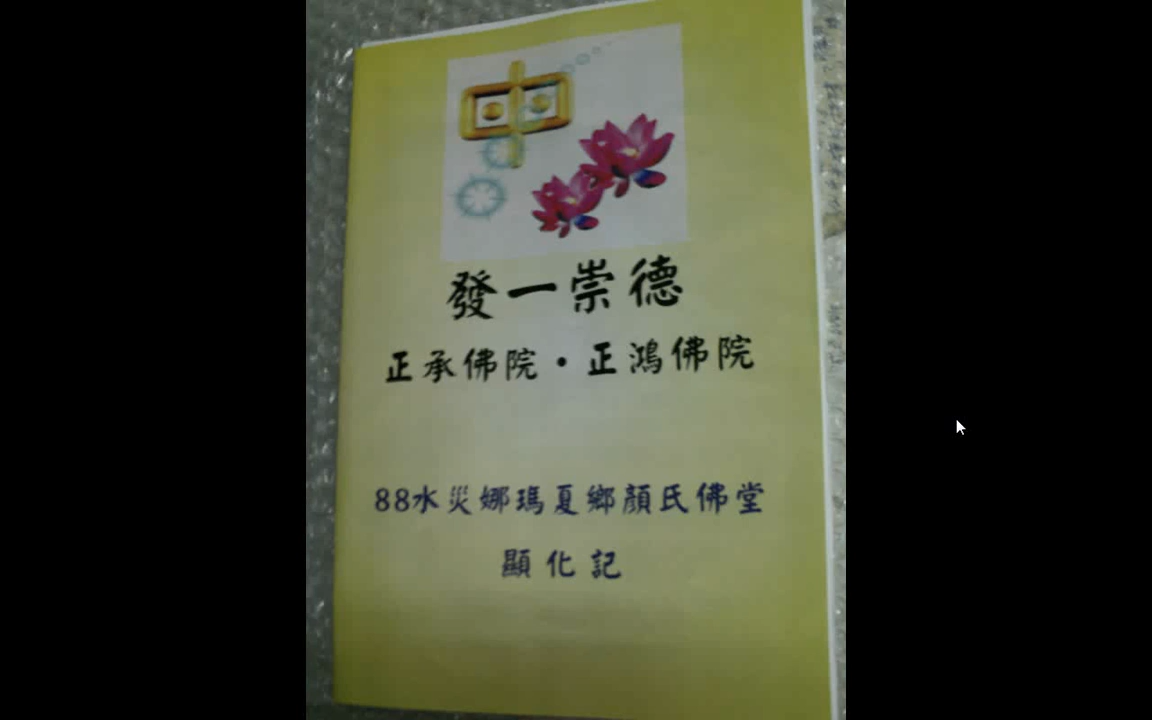 發一崇德
正承佛院・正鴻佛院
88水災娜瑪夏鄉顏氏佛堂
顯化記